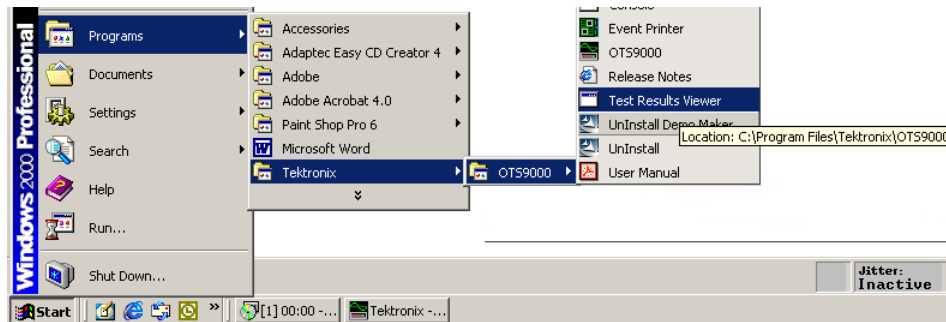 Windows 2000 Professional
Programs
Documents
Settings
Search
Help
Run...
Shut Down...
Accessories
Adaptec Easy CD Creator 4
Adobe
Adobe Acrobat 4.0
Paint Shop Pro 6
Microsoft Word
Tektronix
OTS9000
Console
Event Printer
OTS9000
Release Notes
Test Results Viewer
UnInstall Demo Maker
Location: C:\Program Files\Tektronix\OTS9000
UnInstall
User Manual
Jitter:
Inactive
Start
[1] 00:00 -...
Tektronix -...